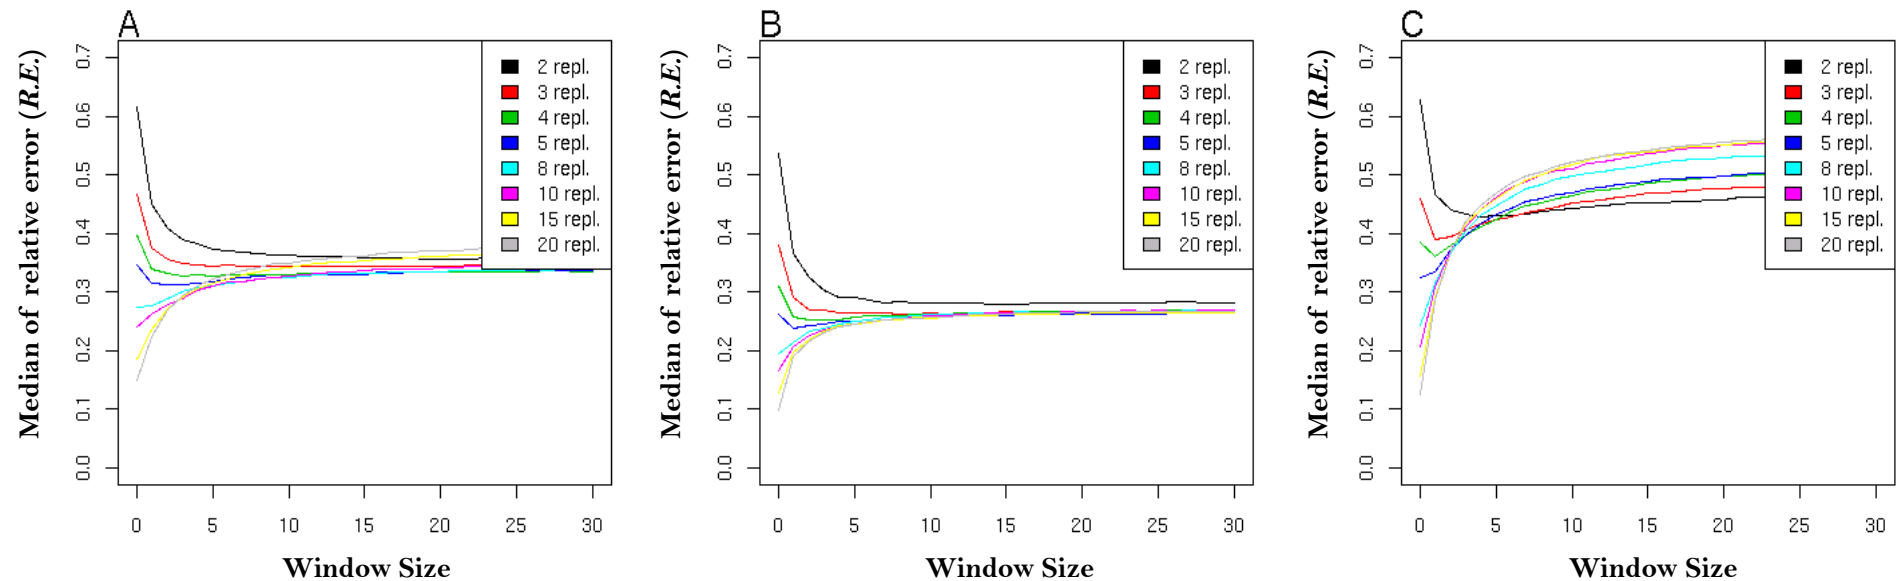 A
Median of relative error (R.E.)
0.7
0.6
0.5
0.4
0.3
0.2
0.1
0.0
2 repl.
3 repl.
4 repl.
5 repl.
8 repl.
10 repl.
15 repl.
20 repl.
0 5 10 15 20 25 30
Window Size
B
Median of relative error (R.E.)
0.7
0.6
0.5
0.4
0.3
0.2
0.1
0.0
2 repl.
3 repl.
4 repl.
5 repl.
8 repl.
10 repl.
15 repl.
20 repl.
0 5 10 15 20 25 30
Window Size
C
Median of relative error (R.E.)
0.7
0.6
0.5
0.4
0.3
0.2
0.1
0.0
2 repl.
3 repl.
4 repl.
5 repl.
8 repl.
10 repl.
15 repl.
20 repl.
0 5 10 15 20 25 30
Window Size